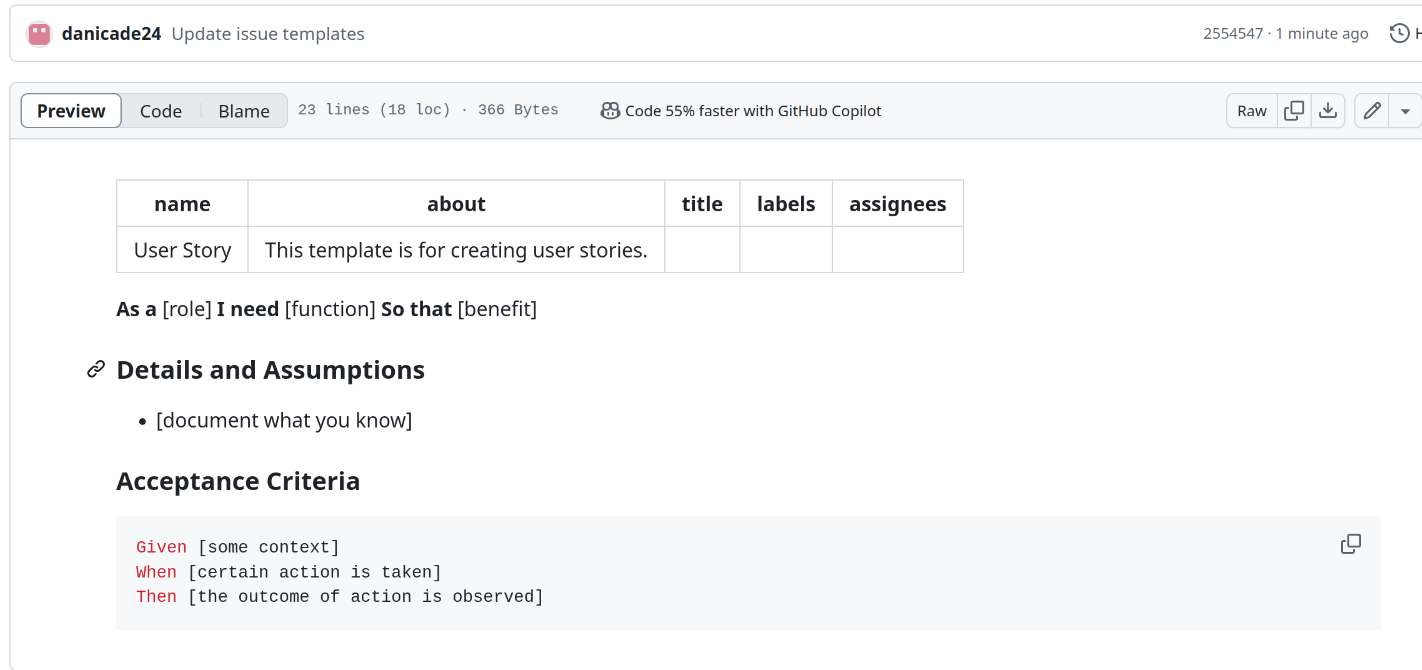 danicade24 Update issue templates 2554547 · 1 minute ago H
Preview Code Blame 23 lines (18 loc) · 366 Bytes Code 55% faster with GitHub Copilot Raw
name about title labels assignees
User Story This template is for creating user stories.
As a [role] I need [function] So that [benefit]
Details and Assumptions
• [document what you know]
Acceptance Criteria
Given [some context]
When [certain action is taken]
Then [the outcome of action is observed]